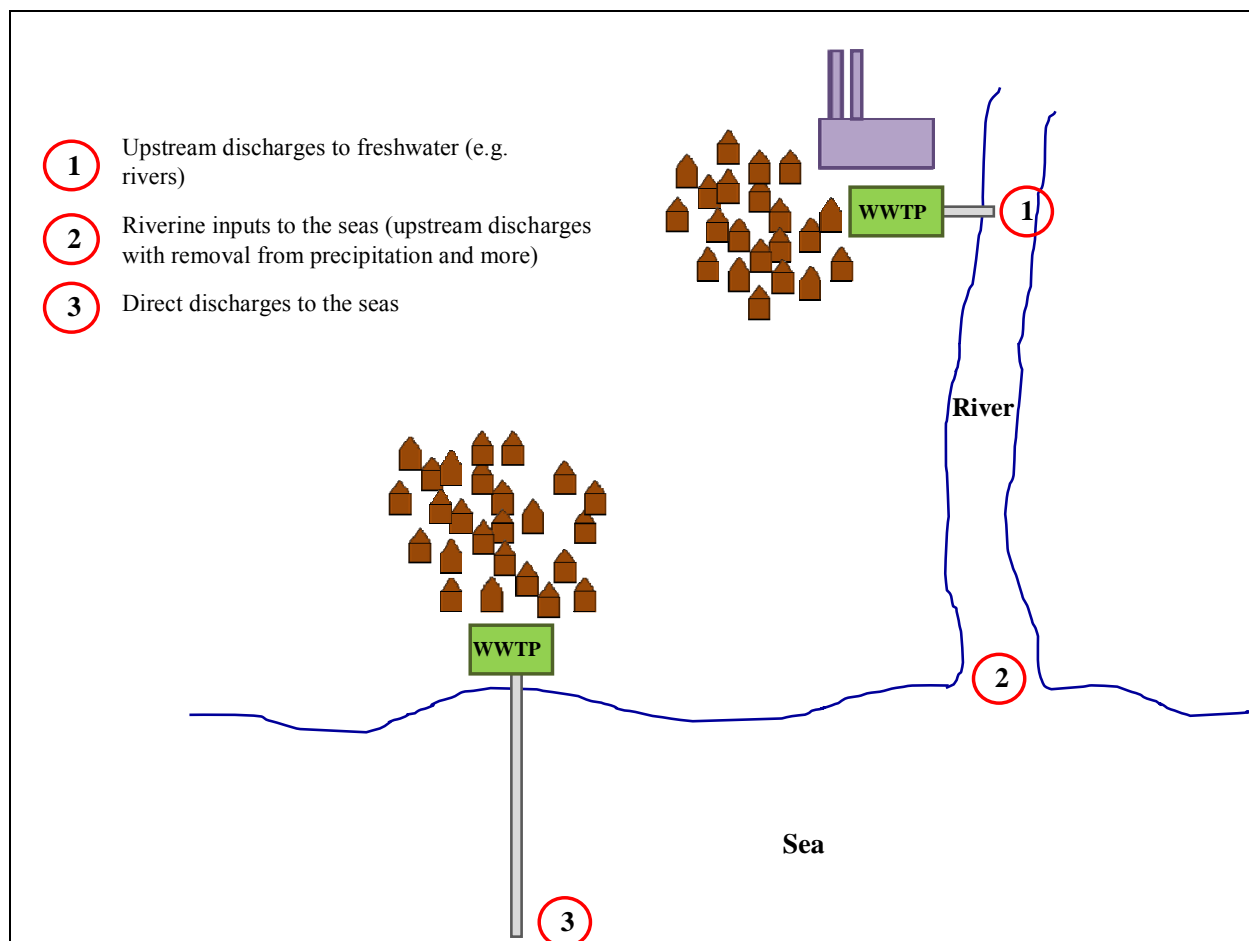 1
Upstream discharges to freshwater (e.g.
rivers)
2
Riverine inputs to the seas (upstream discharges
with removal from precipitation and more)
3
Direct discharges to the seas
WWTP
1
River
WWTP
2
Sea
3